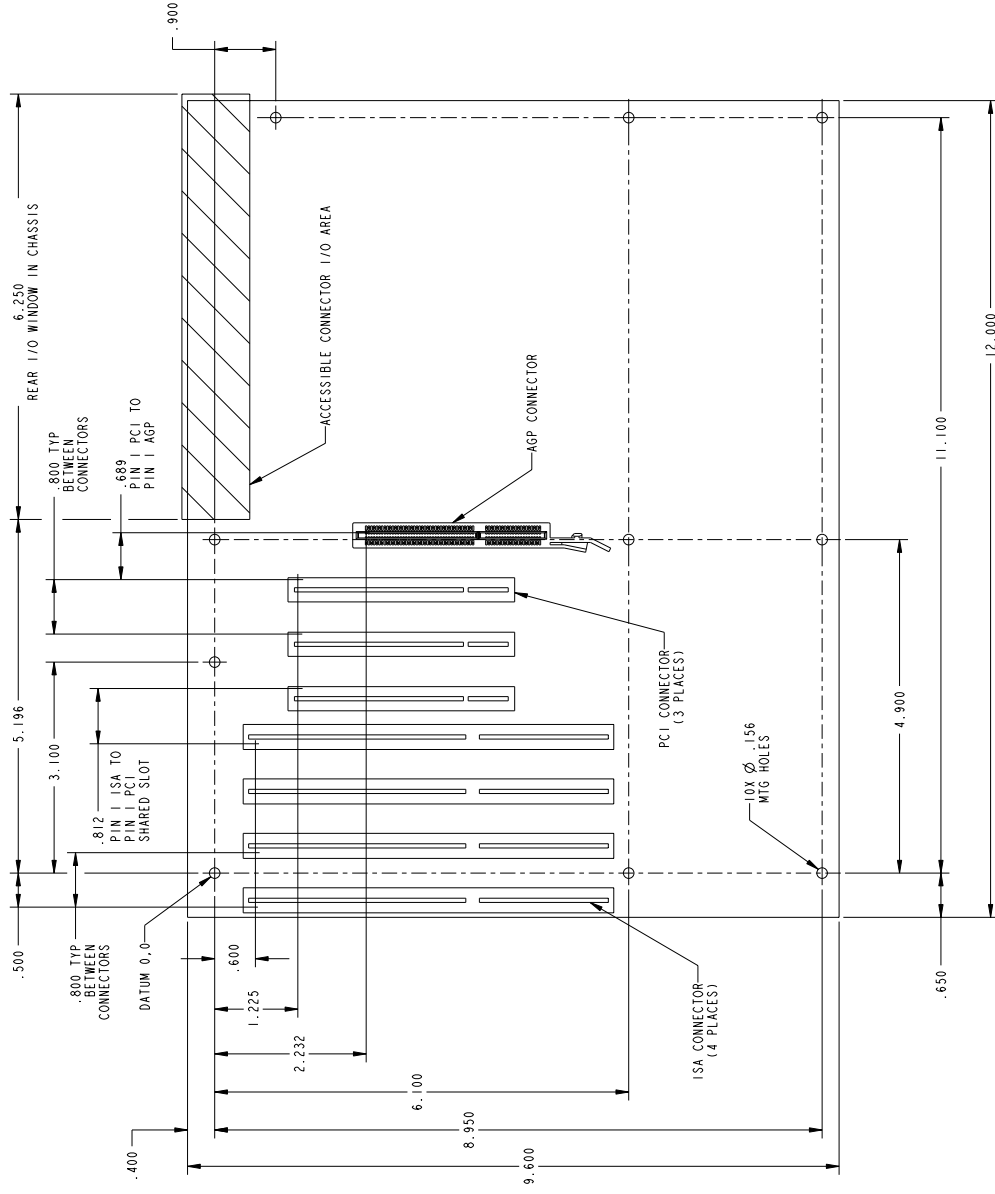 .900
6.250
REAR I/O WINDOW IN CHASSIS
.800 TYP
BETWEEN
CONNECTORS
.689
PIN 1 PCI TO
PIN 1 AGP
ACCESSIBLE CONNECTOR I/O AREA
AGP CONNECTOR
5.196
3.100
.812
PIN 1 ISA TO
PIN 1 PCI
SHARED SLOT
.500
.800 TYP
BETWEEN
CONNECTORS
DATUM 0,0
.600
1.225
2.232
6.100
8.950
9.600
.400
ISA CONNECTOR
(4 PLACES)
PCI CONNECTOR
(3 PLACES)
10X Ø .156
MTG HOLES
4.900
11.100
12.000
.650